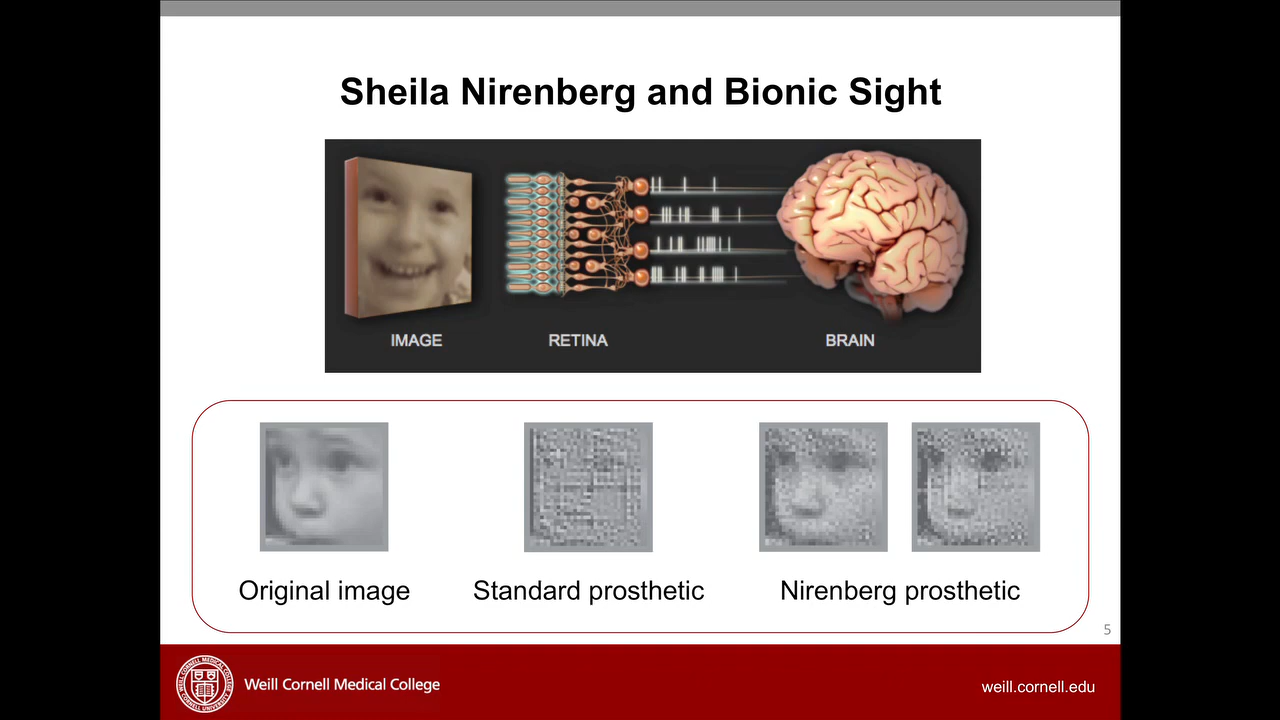 Sheila Nirenberg and Bionic Sight
IMAGE
RETINA
BRAIN
Original image
Standard prosthetic
Nirenberg prosthetic
5
Weill Cornell Medical College
weill.cornell.edu